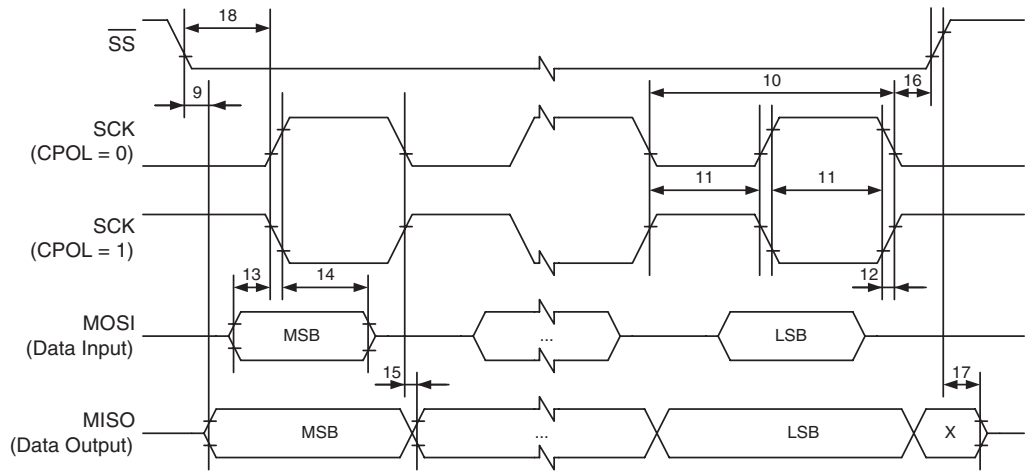 18
SS
10
16
9
SCK
(CPOL = 0)
11
11
SCK
(CPOL = 1)
13
14
12
MOSI
(Data Input)
MSB
...
LSB
15
17
MISO
(Data Output)
MSB
...
LSB
X